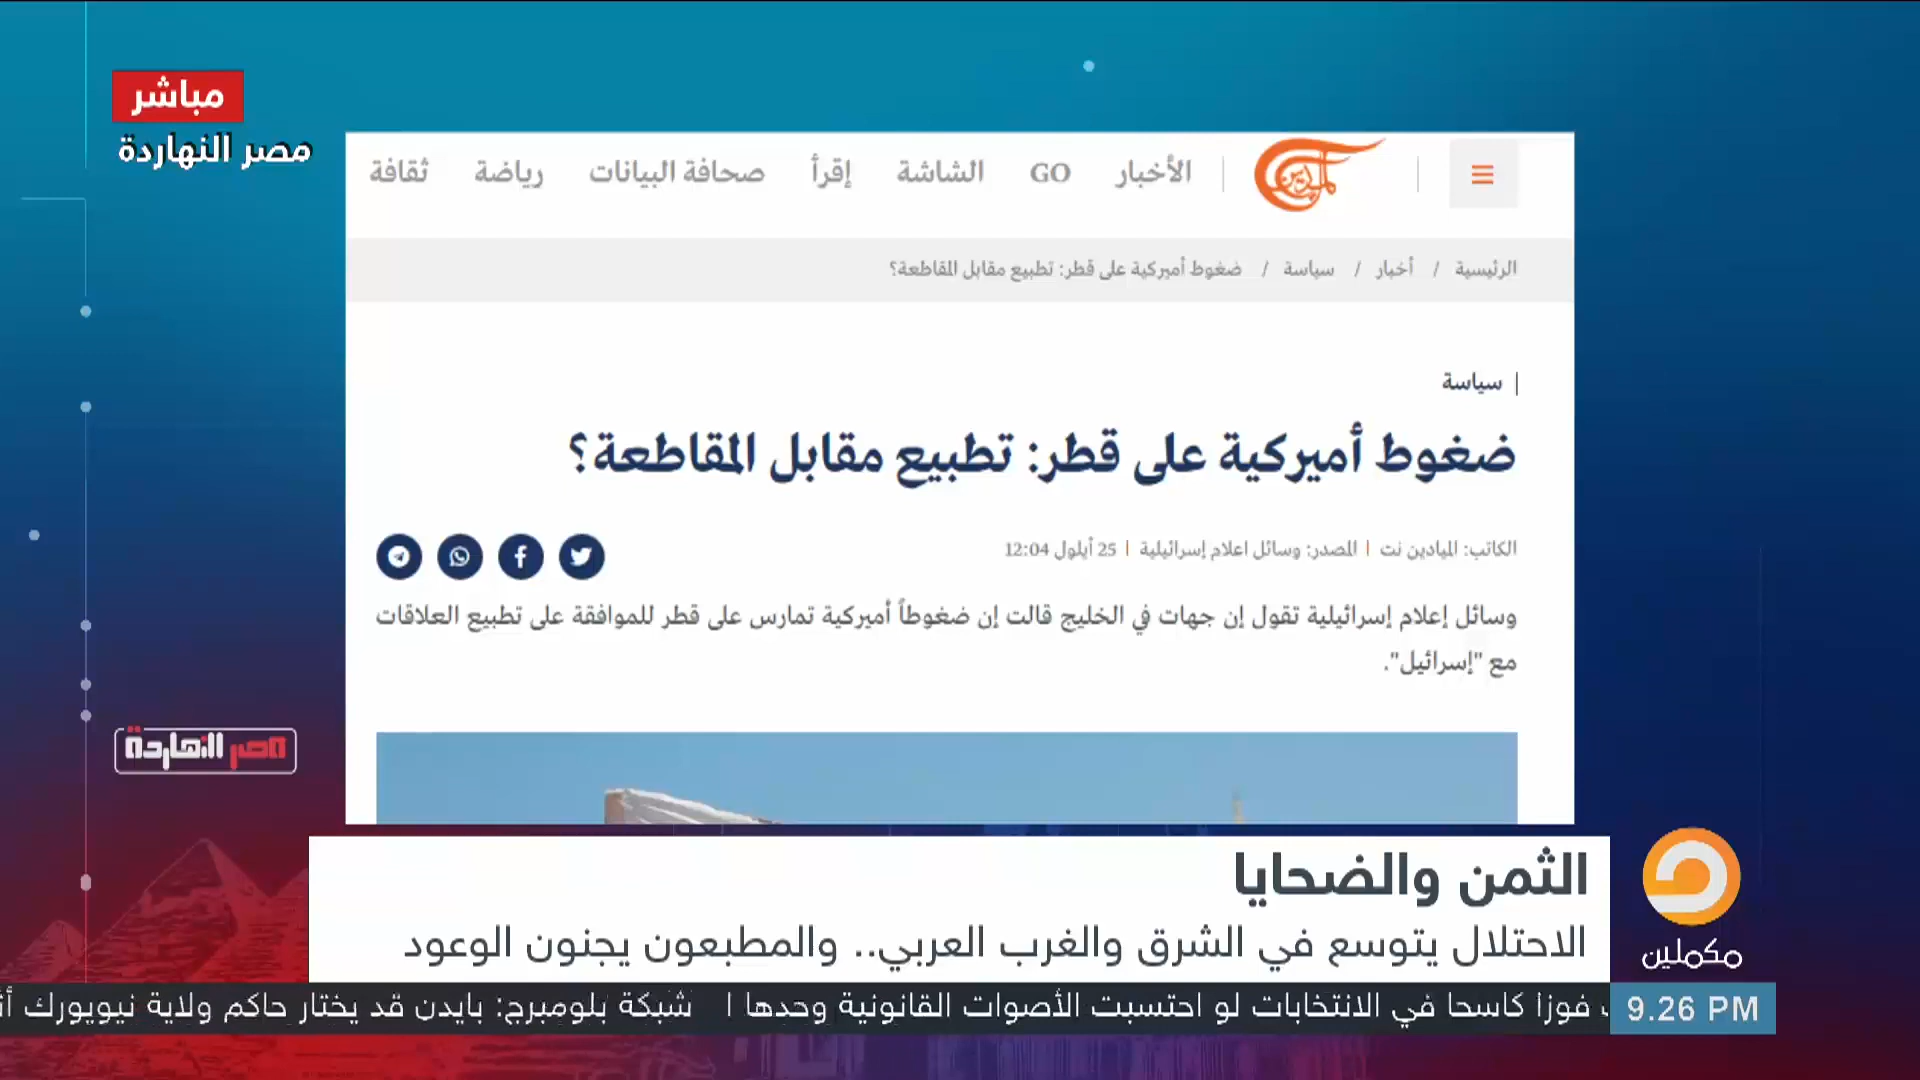 مباشر
مصر النهاردة
الميادين
الأخبار GO الشاشة إقرأ صحافة البيانات رياضة ثقافة
الرئيسية / أخبار / سياسة / ضغوط أميركية على قطر: تطبيع مقابل المقاطعة؟
سياسة
ضغوط أميركية على قطر: تطبيع مقابل المقاطعة؟
الكاتب: الميادين نت | المصدر: وسائل اعلام إسرائيلية | 25 أيلول 12:04
وسائل إعلام إسرائيلية تقول إن جهات في الخليج قالت إن ضغوطاً أميركية تمارس على قطر للموافقة على تطبيع العلاقات
مع "إسرائيل".
مصر النهاردة
الثمن والضحايا
الاحتلال يتوسع في الشرق والغرب العربي.. والمطبعون يجنون الوعود
مكملين
فوزا كاسحا في الانتخابات لو احتسبت الأصوات القانونية وحدها | شبكة بلومبرج: بايدن قد يختار حاكم ولاية نيويورك
9.26 PM